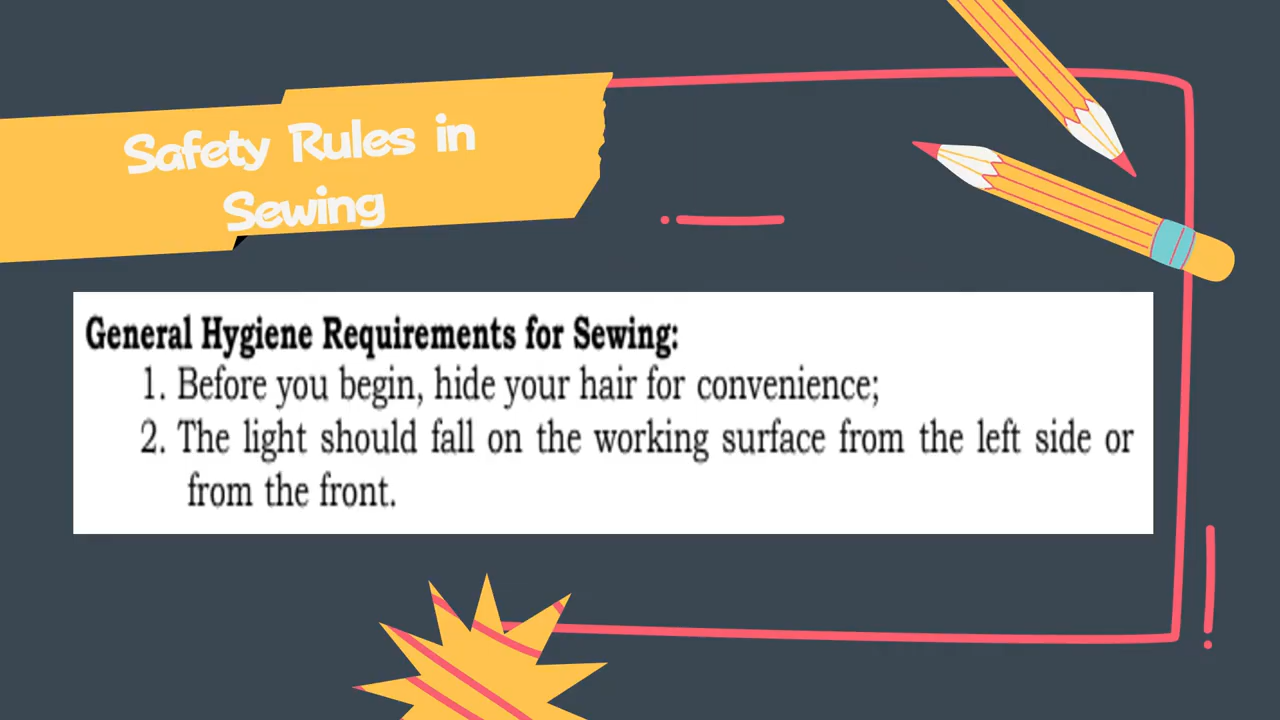 Safety Rules in
Sewing
General Hygiene Requirements for Sewing:
1. Before you begin, hide your hair for convenience;
2. The light should fall on the working surface from the left side or
from the front.